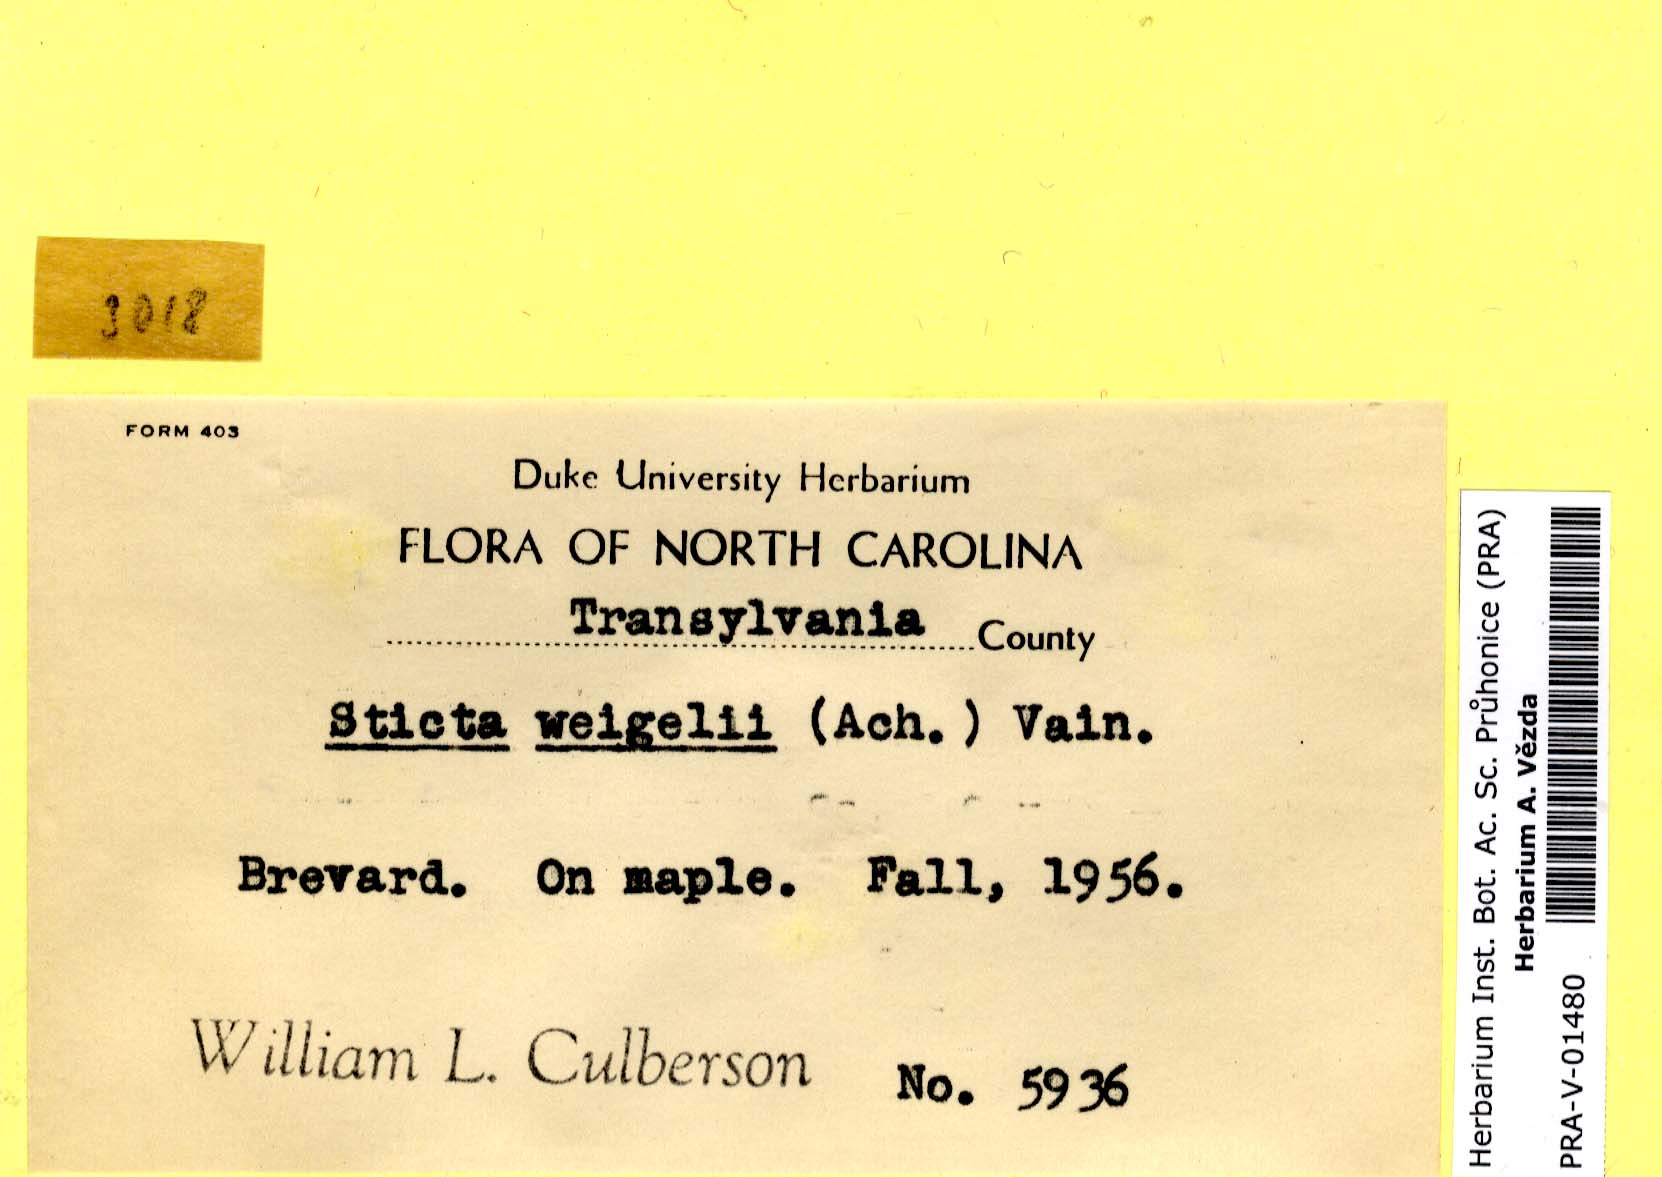 3018
FORM 403
Duke University Herbarium
FLORA OF NORTH CAROLINA
Transylvania County
Sticta weigelii (Ach.) Vain.
Brevard. On maple. Fall, 1956.
William L. Culberson No. 5936
Herbarium Inst. Bot. Ac. Sc. Průhonice (PRA)
Herbarium A. Vězda
PRA-V-01480